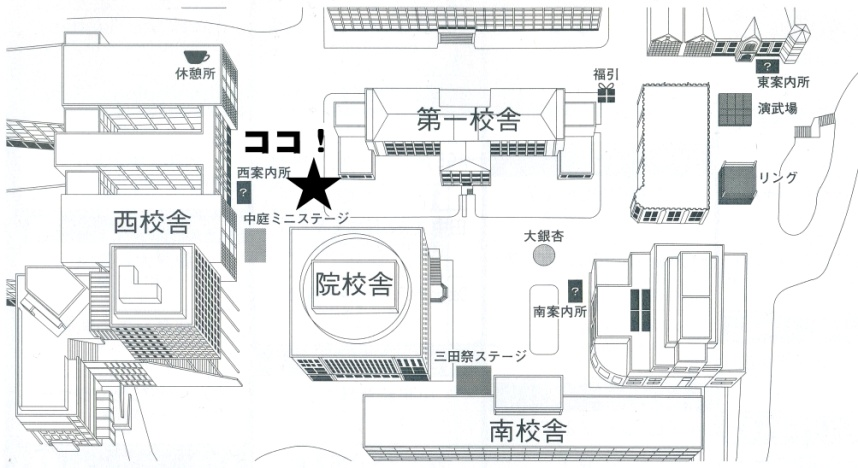 休憩所
福引
東案内所
演武場
第一校舎
ココ！
西案内所
リング
西校舎
中庭ミニステージ
大銀杏
院校舎
南案内所
三田祭ステージ
南校舎
?
?
?